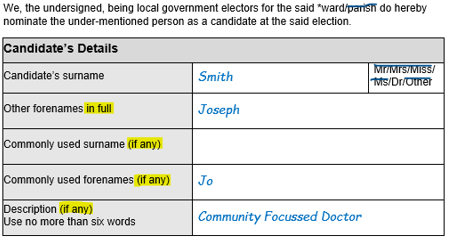 We, the undersigned, being local government electors for the said *ward/parish do hereby
nominate the under-mentioned person as a candidate at the said election.
Candidate's Details
Candidate's surname
Smith
Mr/Mrs/Miss/
Ms/Dr/Other
Other forenames in full
Joseph
Commonly used surname (if any)
Commonly used forenames (if any)
Jo
Description (if any)
Use no more than six words
Community Focussed Doctor